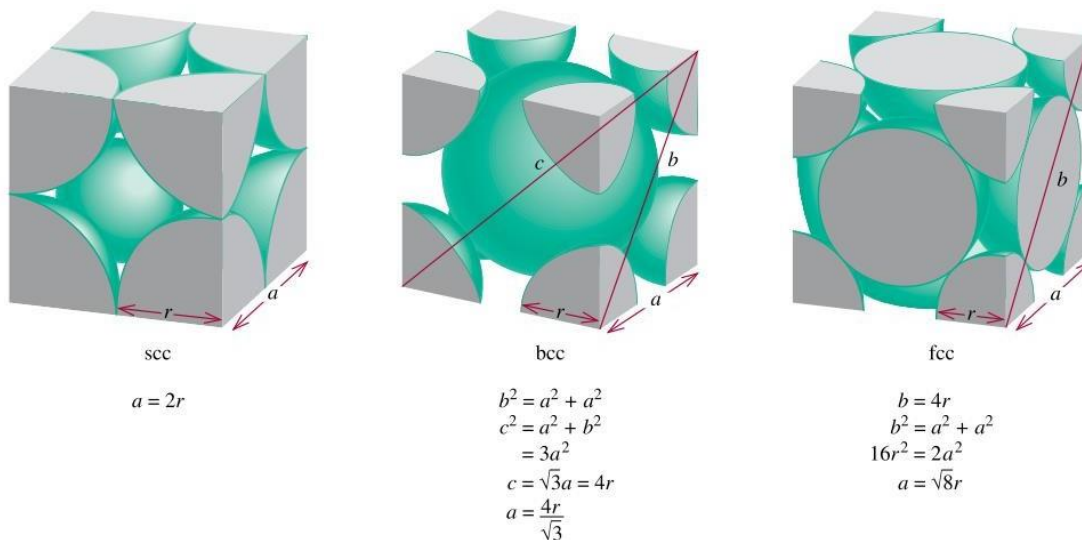 r
a
scc
a = 2r
c
b
r
a
bcc
b² = a² + a²
c² = a² + b²
= 3a²
c = √3a = 4r
a = 4r/√3
b
r
a
fcc
b = 4r
b² = a² + a²
16r² = 2a²
a = √8r